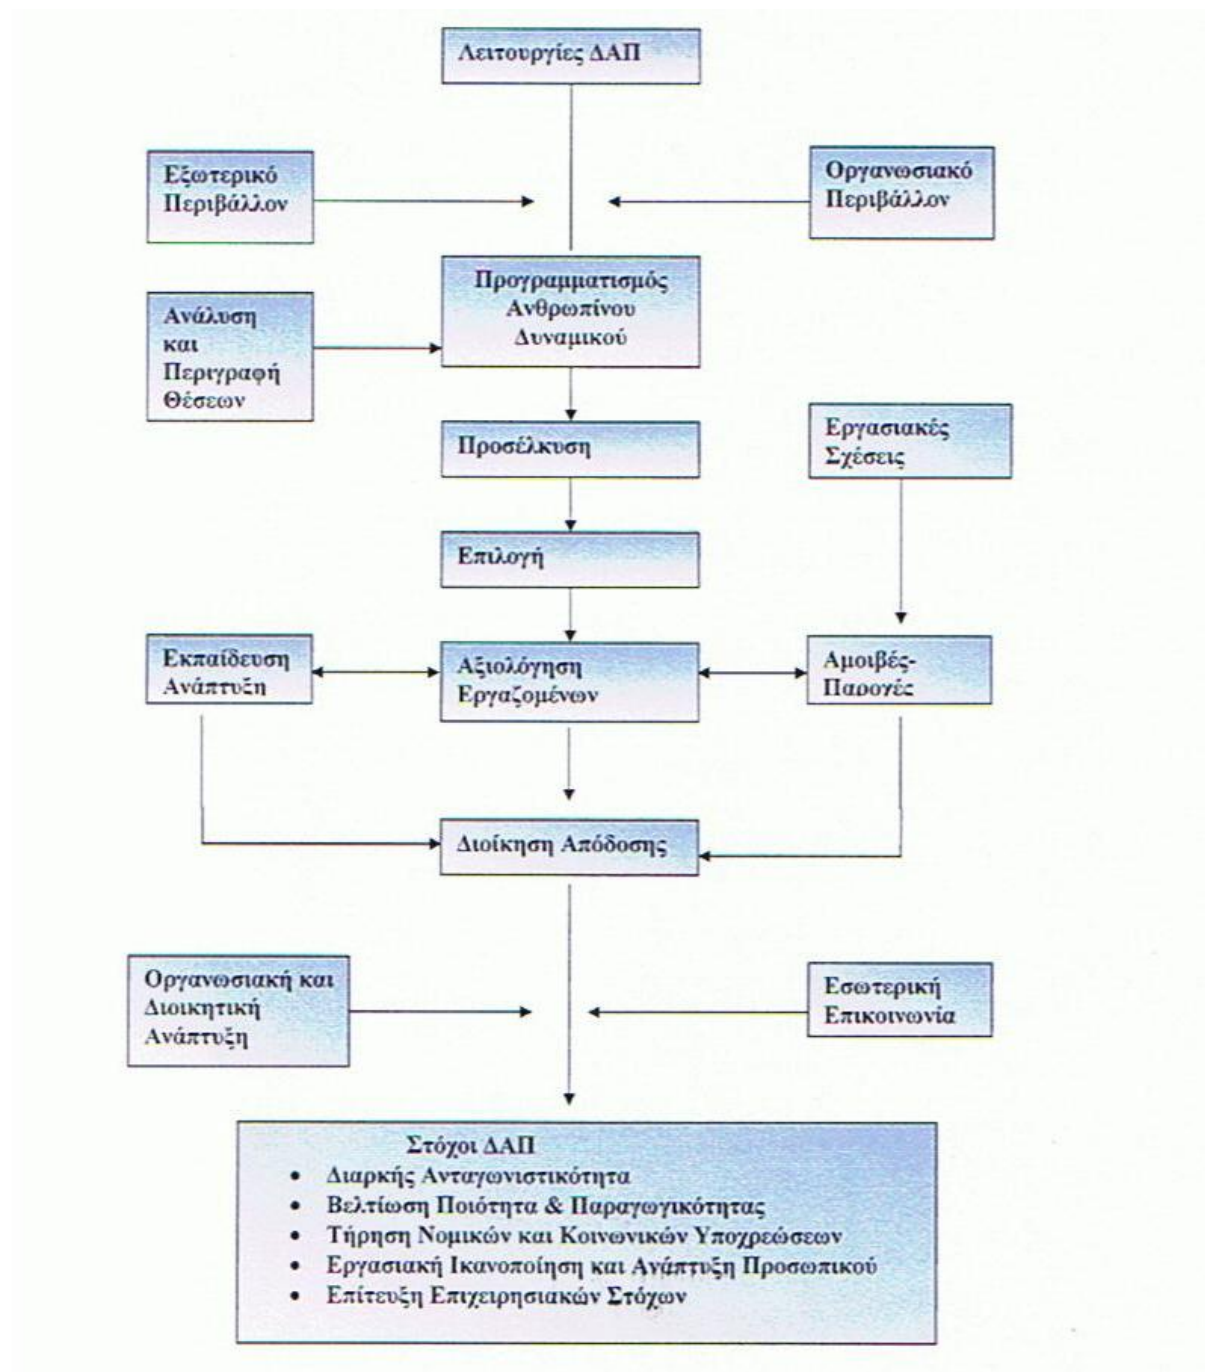 Λειτουργίες ΔΑΠ
Εξωτερικό
Περιβάλλον
Οργανωσιακό
Περιβάλλον
Προγραμματισμός
Ανθρωπίνου
Δυναμικού
Ανάλυση
και
Περιγραφή
Θέσεων
Προσέλκυση
Εργασιακές
Σχέσεις
Επιλογή
Εκπαίδευση
Ανάπτυξη
Αξιολόγηση
Εργαζομένων
Αμοιβές-
Παροχές
Διοίκηση Απόδοσης
Οργανωσιακή και
Διοικητική
Ανάπτυξη
Εσωτερική
Επικοινωνία
Στόχοι ΔΑΠ
• Διαρκής Ανταγωνιστικότητα
• Βελτίωση Ποιότητα & Παραγωγικότητας
• Τήρηση Νομικών και Κοινωνικών Υποχρεώσεων
• Εργασιακή Ικανοποίηση και Ανάπτυξη Προσωπικού
• Επίτευξη Επιχειρησιακών Στόχων